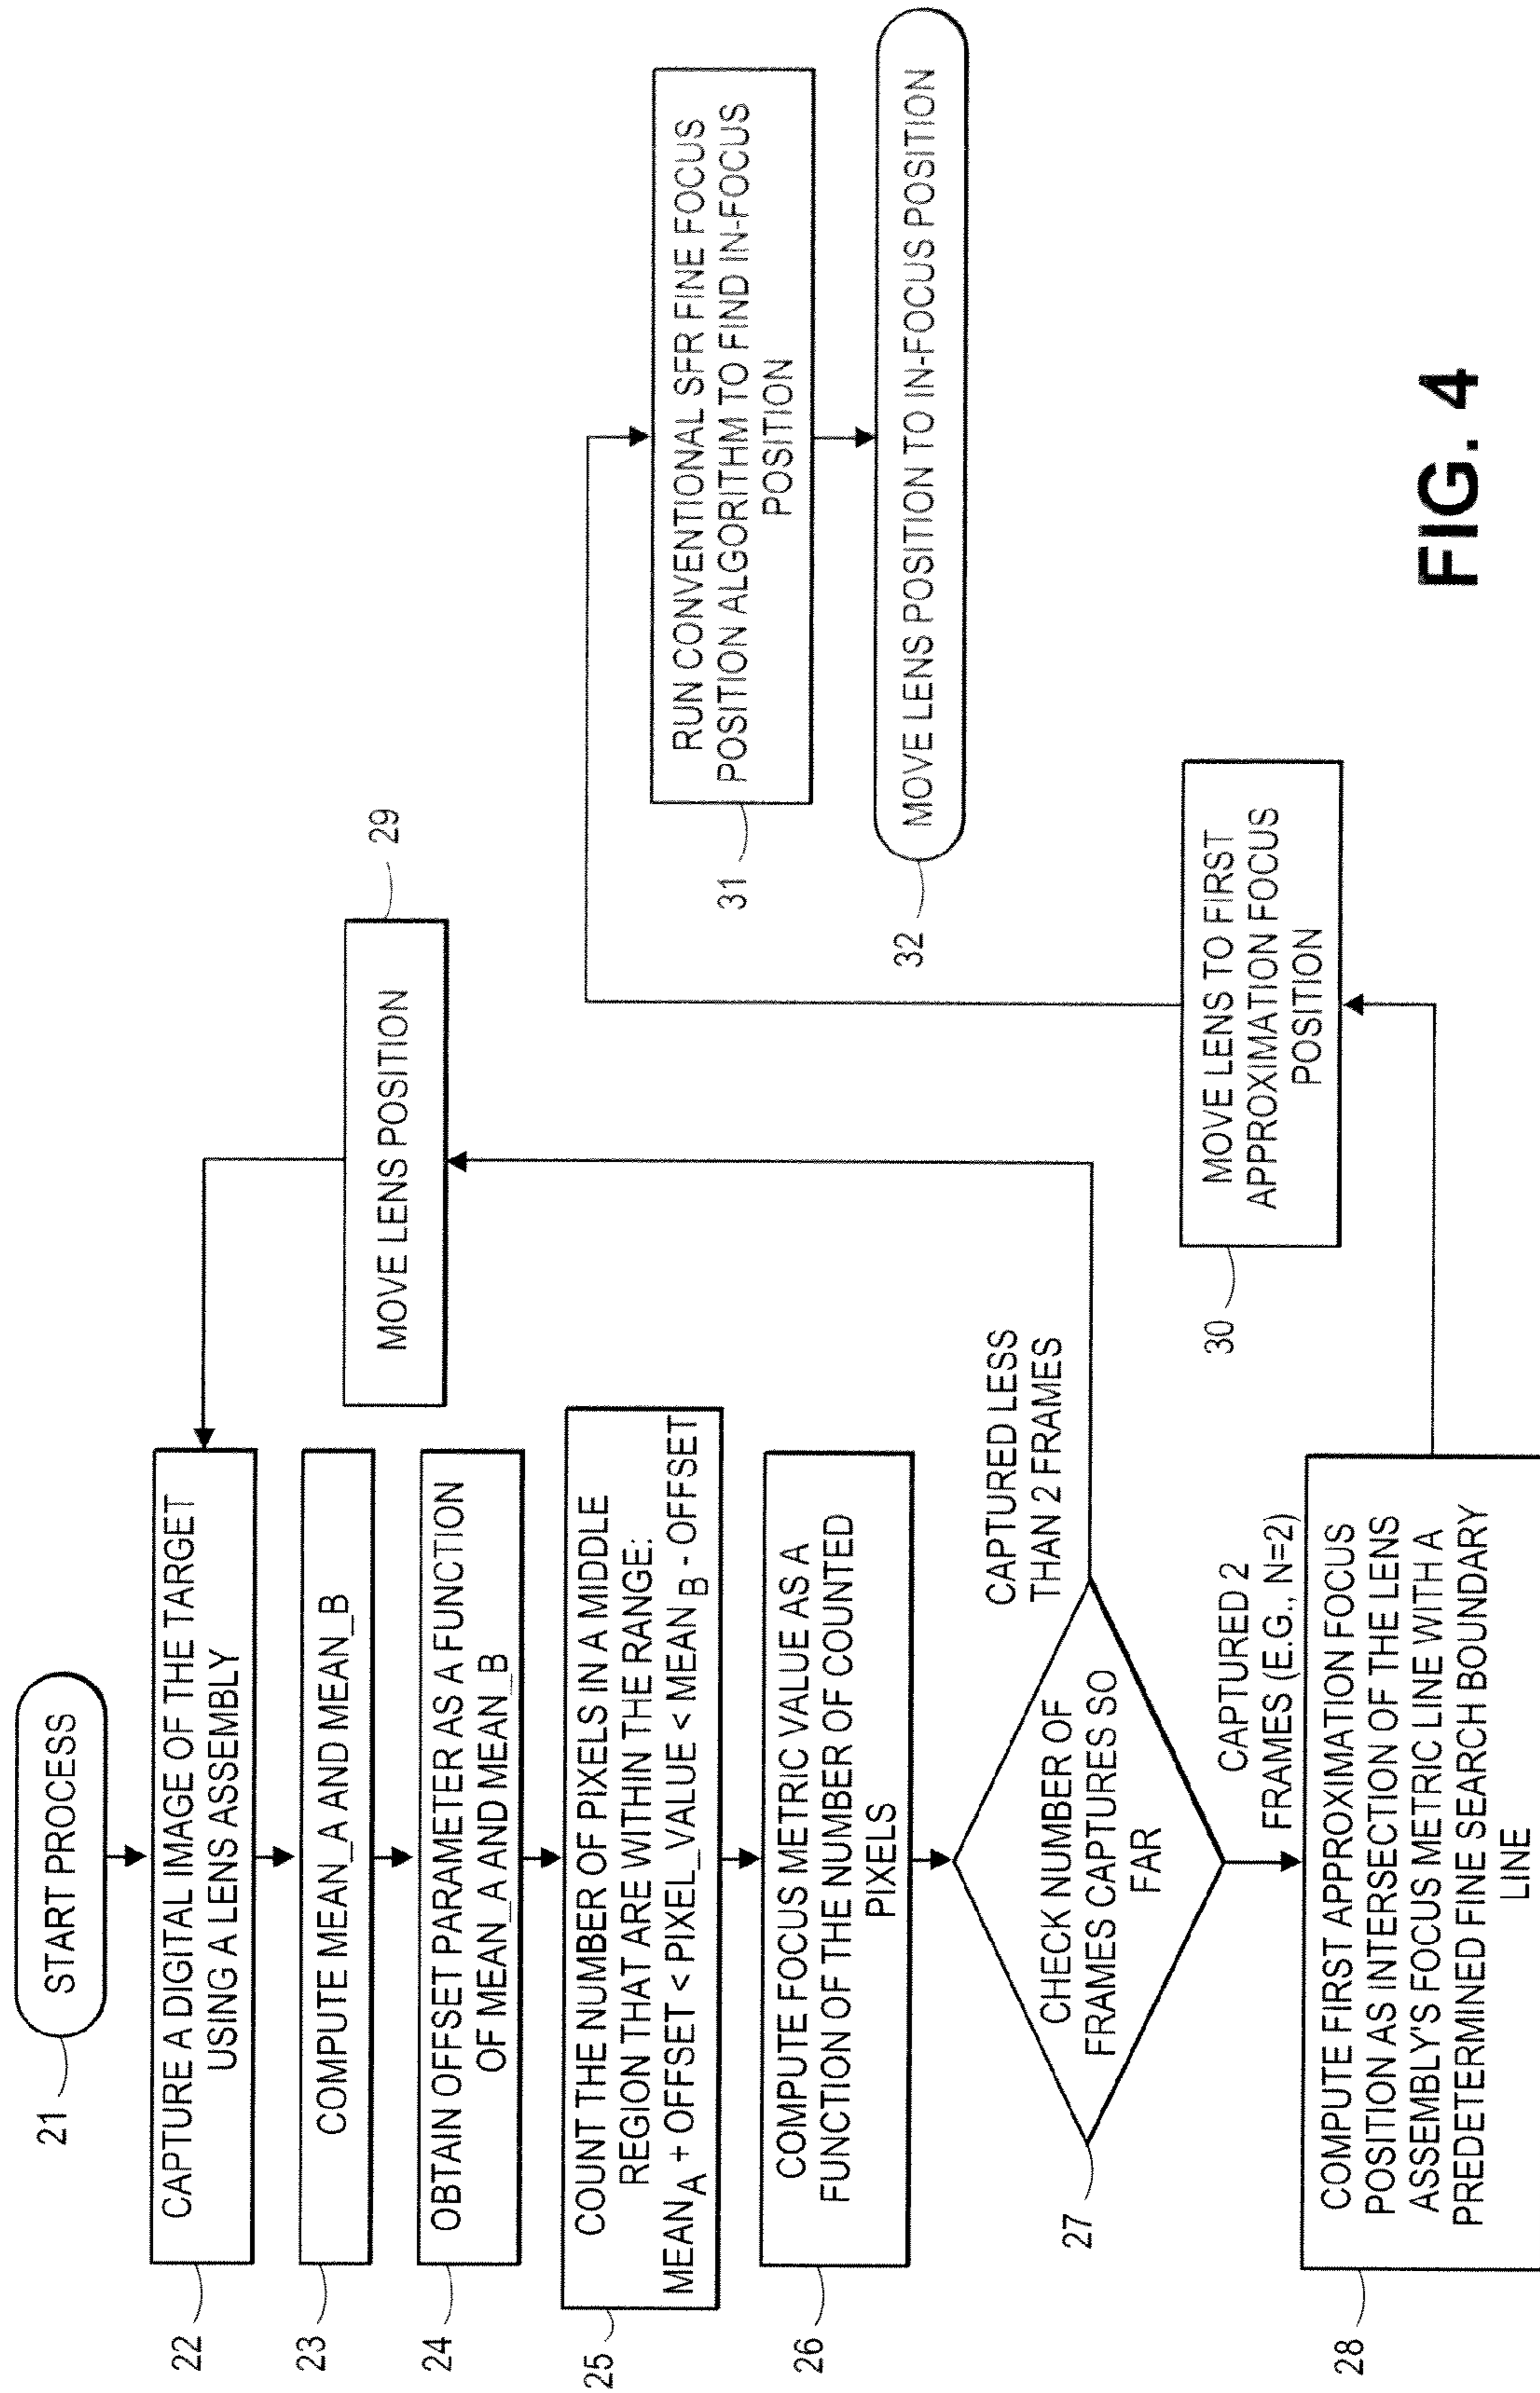 21
START PROCESS
22
CAPTURE A DIGITAL IMAGE OF THE TARGET
USING A LENS ASSEMBLY
23
COMPUTE MEAN_A AND MEAN_B
24
OBTAIN OFFSET PARAMETER AS A FUNCTION
OF MEAN_A AND MEAN_B
25
COUNT THE NUMBER OF PIXELS IN A MIDDLE
REGION THAT ARE WITHIN THE RANGE:
MEAN A + OFFSET < PIXEL_VALUE < MEAN B - OFFSET
26
COMPUTE FOCUS METRIC VALUE AS A
FUNCTION OF THE NUMBER OF COUNTED
PIXELS
27
CHECK NUMBER OF
FRAMES CAPTURES SO
FAR
CAPTURED LESS
THAN 2 FRAMES
CAPTURED 2
FRAMES (E.G., N=2)
28
COMPUTE FIRST APPROXIMATION FOCUS
POSITION AS INTERSECTION OF THE LENS
ASSEMBLY'S FOCUS METRIC LINE WITH A
PREDETERMINED FINE SEARCH BOUNDARY
LINE
29
MOVE LENS POSITION
30
MOVE LENS TO FIRST
APPROXIMATION FOCUS
POSITION
31
RUN CONVENTIONAL SFR FINE FOCUS
POSITION ALGORITHM TO FIND IN-FOCUS
POSITION
32
MOVE LENS POSITION TO IN-FOCUS POSITION
FIG. 4